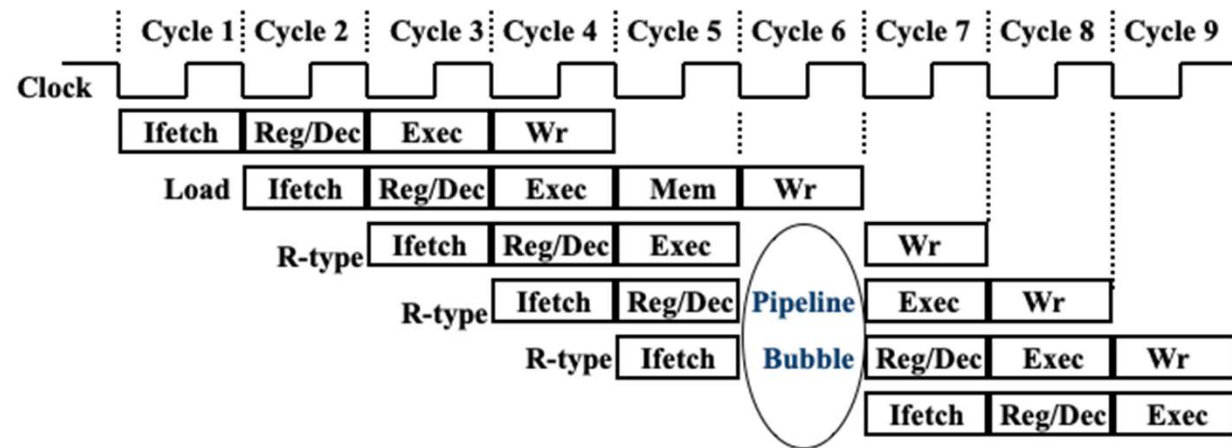 Cycle 1 Cycle 2 Cycle 3 Cycle 4 Cycle 5 Cycle 6 Cycle 7 Cycle 8 Cycle 9
Clock
Ifetch Reg/Dec Exec Wr
Load Ifetch Reg/Dec Exec Mem Wr
R-type Ifetch Reg/Dec Exec Wr
R-type Ifetch Reg/Dec Pipeline Exec Wr
R-type Ifetch Bubble Reg/Dec Exec Wr
Ifetch Reg/Dec Exec